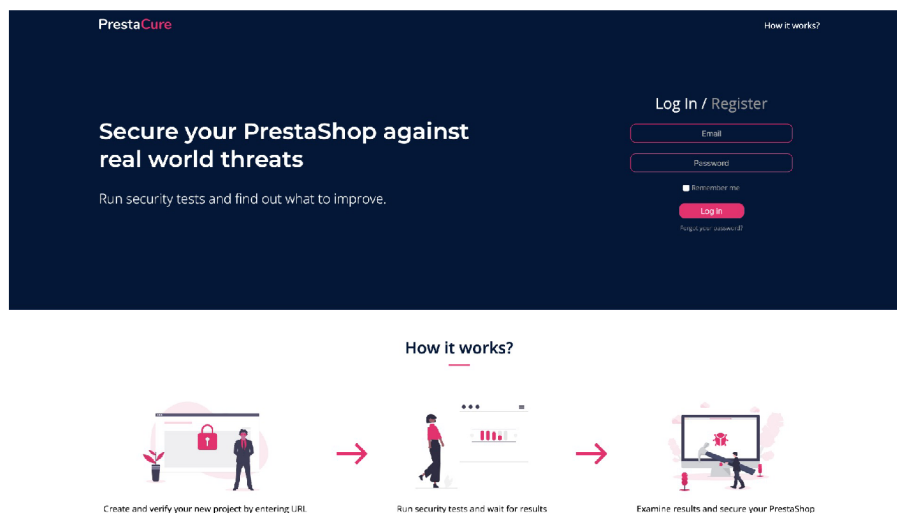 PrestaCure
How it works?
Log In / Register
Secure your PrestaShop against
real world threats
Run security tests and find out what to improve.
Email
Password
Remember me
Log In
Forgot your password?
How it works?
Create and verify your new project by entering URL
Run security tests and wait for results
Examine results and secure your PrestaShop